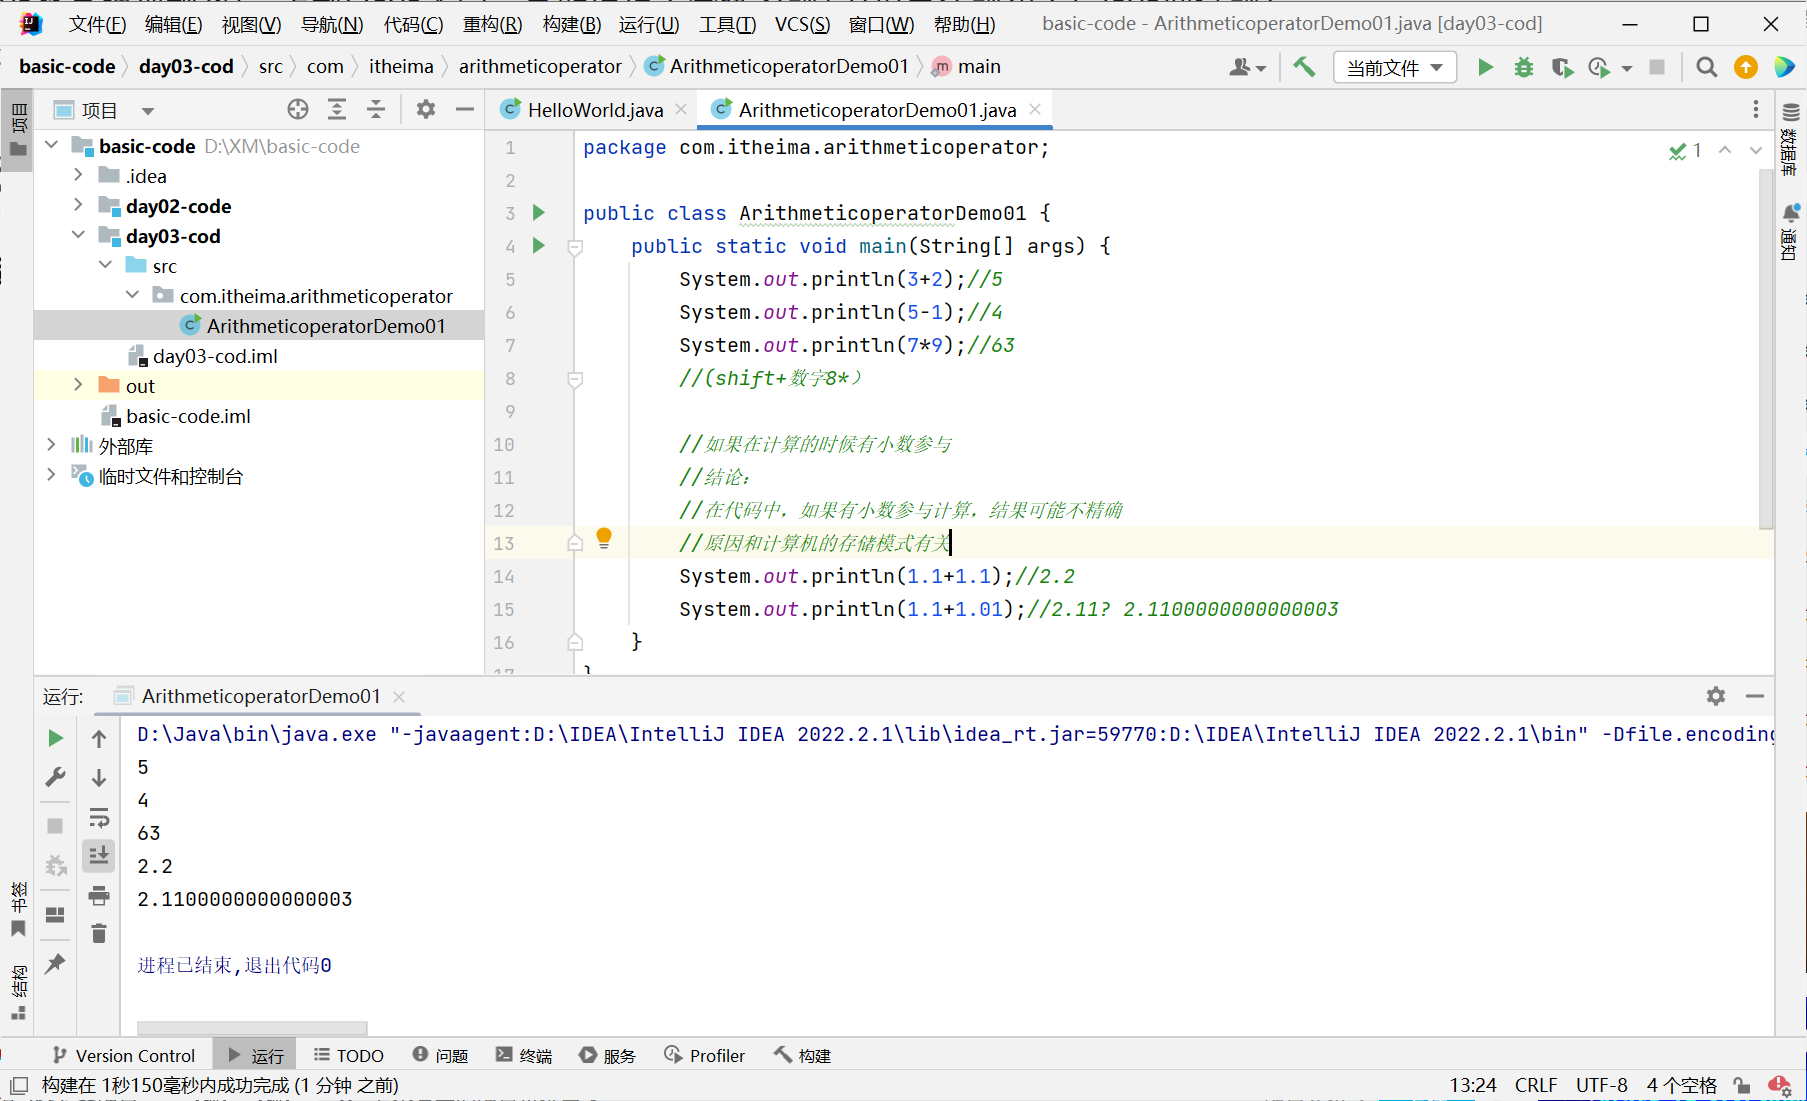 文件(F) 编辑(E) 视图(V) 导航(N) 代码(C) 重构(R) 构建(B) 运行(U) 工具(T) VCS(S) 窗口(W) 帮助(H) basic-code - ArithmeticoperatorDemo01.java [day03-cod]
basic-code day03-cod src com itheima arithmeticoperator ArithmeticoperatorDemo01 main 当前文件
项目
HelloWorld.java ArithmeticoperatorDemo01.java
项目
basic-code D:\XM\basic-code
.idea
day02-code
day03-cod
src
com.itheima.arithmeticoperator
ArithmeticoperatorDemo01
day03-cod.iml
out
basic-code.iml
外部库
临时文件和控制台
1 package com.itheima.arithmeticoperator;
2
3 public class ArithmeticoperatorDemo01 {
4 public static void main(String[] args) {
5 System.out.println(3+2);//5
6 System.out.println(5-1);//4
7 System.out.println(7*9);//63
8 //(shift+数字8*）
9
10 //如果在计算的时候有小数参与
11 //结论：
12 //在代码中，如果有小数参与计算，结果可能不精确
13 //原因和计算机的存储模式有关
14 System.out.println(1.1+1.1);//2.2
15 System.out.println(1.1+1.01);//2.11? 2.1100000000000003
16 }
17 }
1
数据库
通知
运行: ArithmeticoperatorDemo01
D:\Java\bin\java.exe "-javaagent:D:\IDEA\IntelliJ IDEA 2022.2.1\lib\idea_rt.jar=59770:D:\IDEA\IntelliJ IDEA 2022.2.1\bin" -Dfile.encoding
5
4
63
2.2
2.1100000000000003
进程已结束,退出代码0
书签
结构
Version Control 运行 TODO 问题 终端 服务 Profiler 构建
构建在 1秒150毫秒内成功完成 (1 分钟 之前) 13:24 CRLF UTF-8 4 个空格